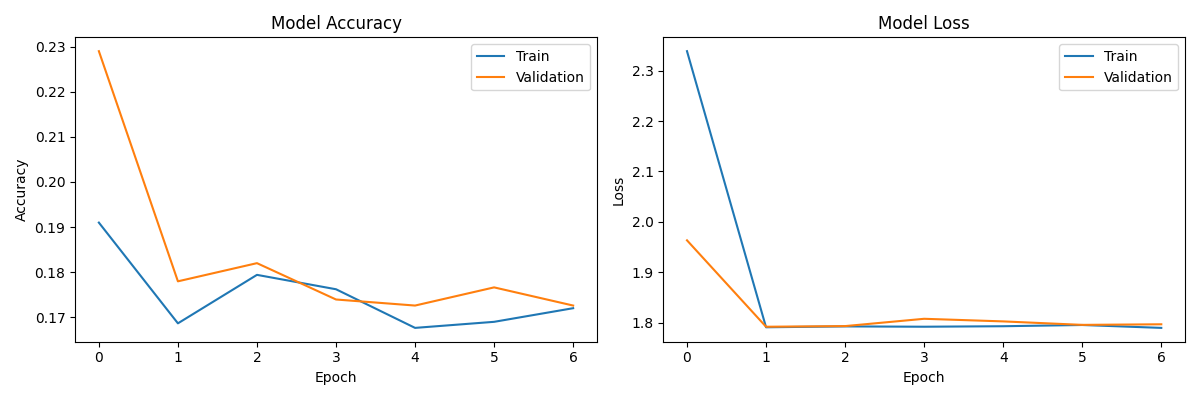 Model Accuracy
0.23
0.22
0.21
0.20
0.19
0.18
0.17
Accuracy
0 1 2 3 4 5 6
Epoch
Train
Validation
Model Loss
2.3
2.2
2.1
2.0
1.9
1.8
Loss
0 1 2 3 4 5 6
Epoch
Train
Validation